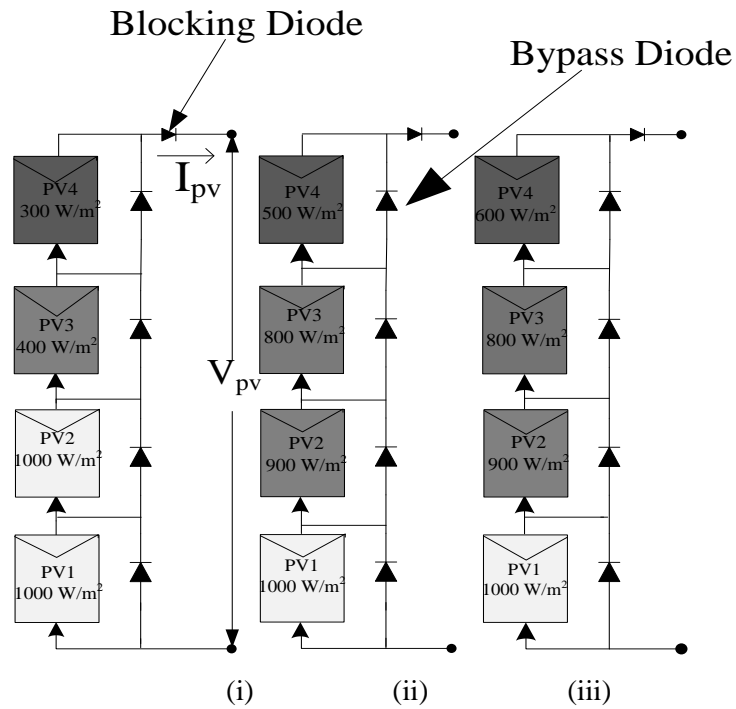 Blocking Diode
Bypass Diode
I_pv
V_pv
PV4
300 W/m²
PV3
400 W/m²
PV2
1000 W/m²
PV1
1000 W/m²
(i)
PV4
500 W/m²
PV3
800 W/m²
PV2
900 W/m²
PV1
1000 W/m²
(ii)
PV4
600 W/m²
PV3
800 W/m²
PV2
900 W/m²
PV1
1000 W/m²
(iii)